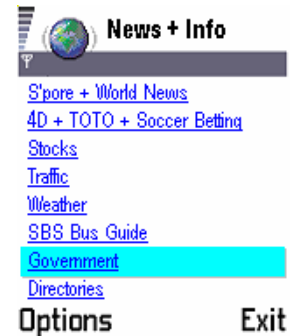 News + Info
S'pore + World News
4D + TOTO + Soccer Betting
Stocks
Traffic
Weather
SBS Bus Guide
Government
Directories
Options Exit